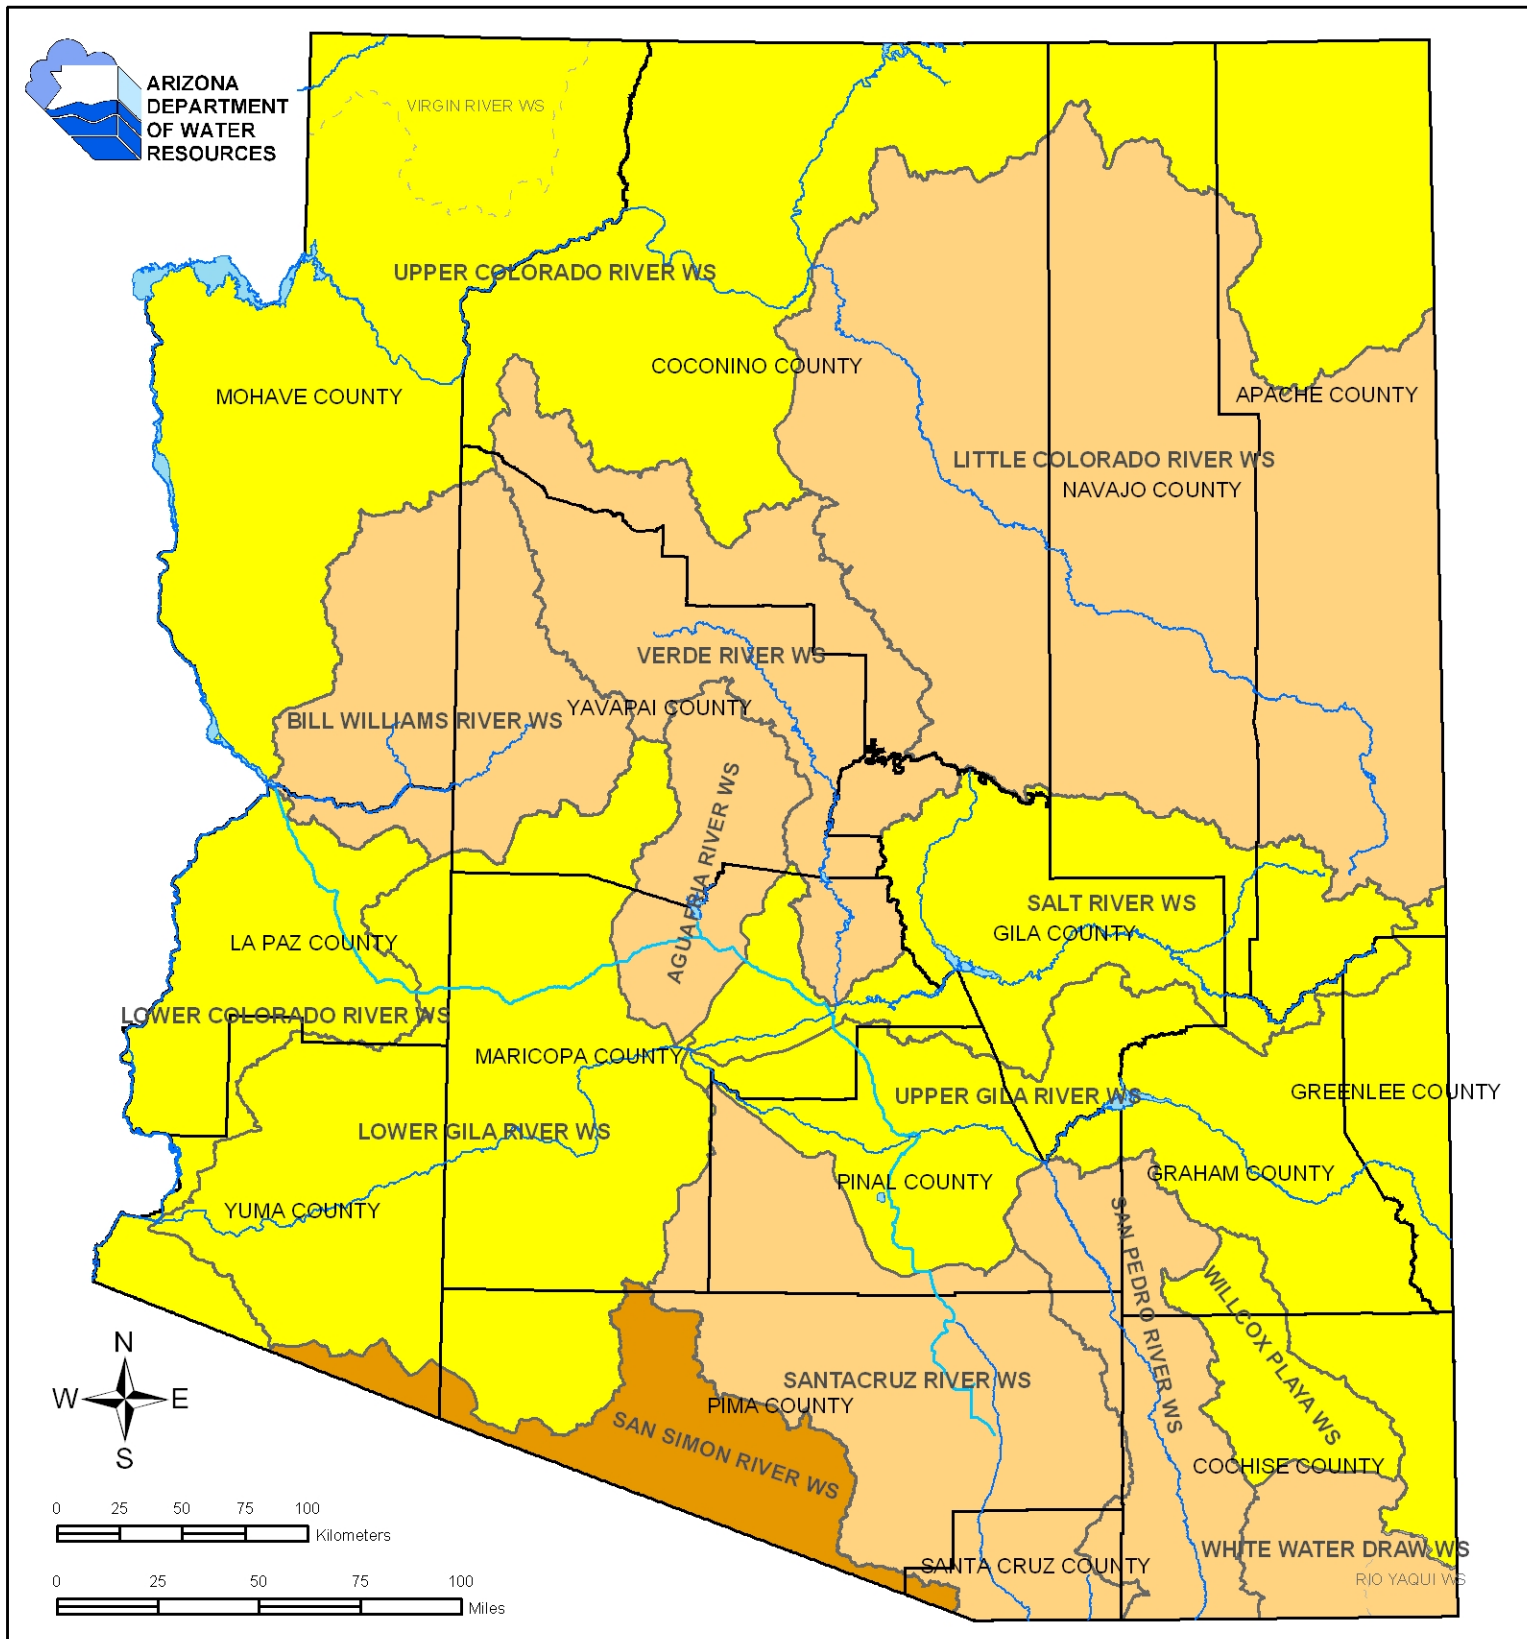 ARIZONA
DEPARTMENT
OF WATER
RESOURCES
VIRGIN RIVER WS
UPPER COLORADO RIVER WS
COCONINO COUNTY
MOHAVE COUNTY
APACHE COUNTY
LITTLE COLORADO RIVER WS
NAVAJO COUNTY
VERDE RIVER WS
YAVAPAI COUNTY
BILL WILLIAMS RIVER WS
AGUA FRIA RIVER WS
SALT RIVER WS
GILA COUNTY
LA PAZ COUNTY
LOWER COLORADO RIVER WS
MARICOPA COUNTY
UPPER GILA RIVER WS
GREENLEE COUNTY
LOWER GILA RIVER WS
GRAHAM COUNTY
PINAL COUNTY
YUMA COUNTY
SAN PEDRO RIVER WS
WILLCOX PLAYA WS
SANTACRUZ RIVER WS
PIMA COUNTY
SAN SIMON RIVER WS
COCHISE COUNTY
WHITE WATER DRAW WS
SANTA CRUZ COUNTY
RIO YAQUI WS
N
W E
S
0 25 50 75 100
Kilometers
0 25 50 75 100
Miles